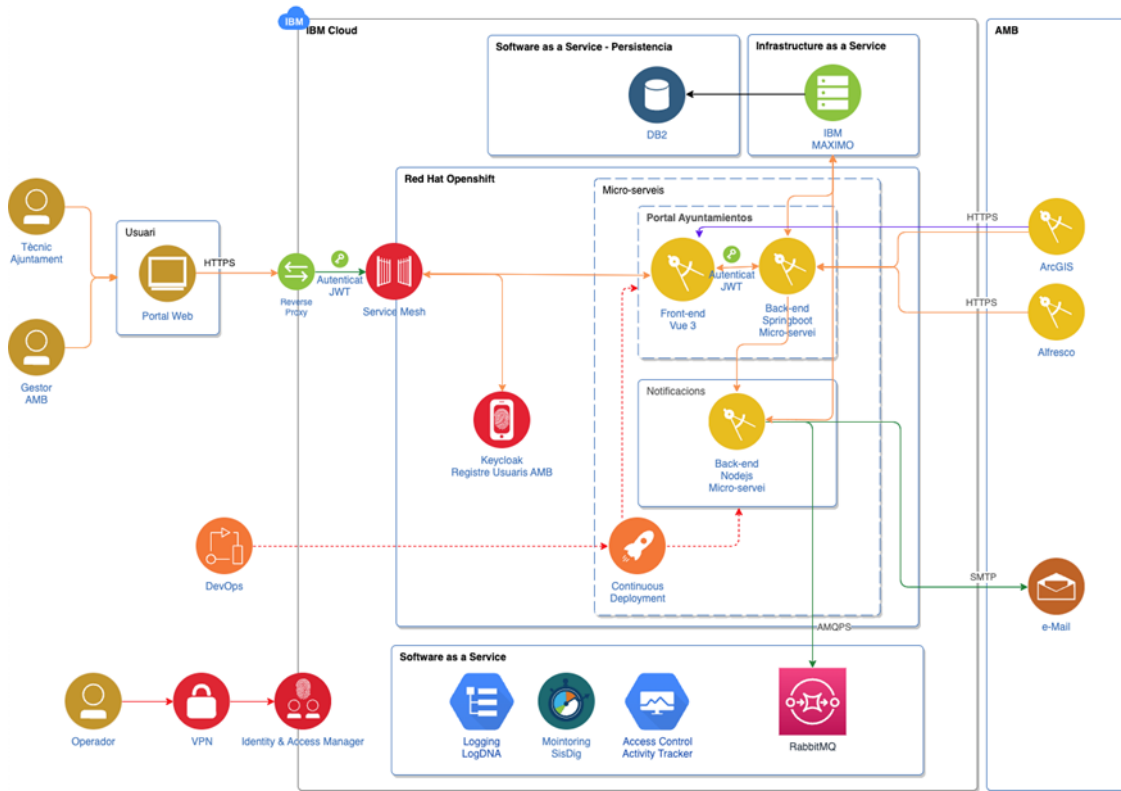 IBM
IBM Cloud
AMB
Software as a Service - Persistencia
Infrastructure as a Service
DB2
IBM
MAXIMO
Red Hat Openshift
Micro-serveis
Portal Ayuntamientos
Tècnic
Ajuntament
Usuari
HTTPS
Portal Web
Reverse
Proxy
Autenticat
JWT
Service Mesh
Front-end
Vue 3
Autenticat
JWT
Back-end
Springboot
Micro-servei
HTTPS
ArcGIS
HTTPS
Alfresco
Gestor
AMB
Notificacions
Keycloak
Registre Usuaris AMB
Back-end
Nodejs
Micro-servei
DevOps
Continuous
Deployment
SMTP
e-Mail
AMQPS
Software as a Service
Operador
VPN
Identity & Access Manager
Logging
LogDNA
Mointoring
SisDig
Access Control
Activity Tracker
RabbitMQ